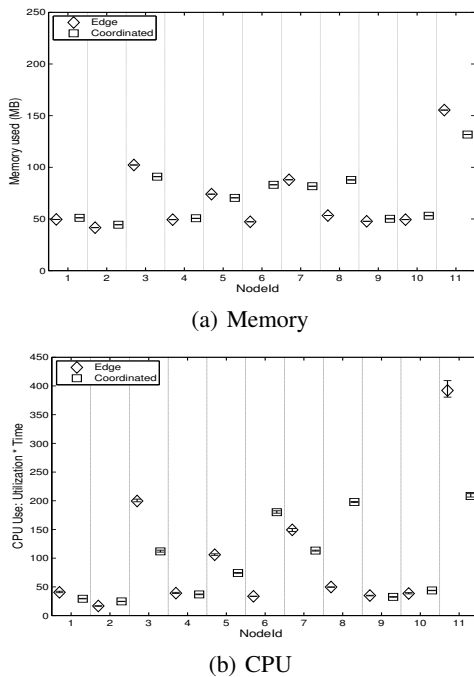 250
200
150
100
50
0
Memory used (MB)
Edge
Coordinated
1 2 3 4 5 6 7 8 9 10 11
NodeId
(a) Memory
450
400
350
300
250
200
150
100
50
0
CPU Use: Utilization * Time
Edge
Coordinated
1 2 3 4 5 6 7 8 9 10 11
NodeId
(b) CPU